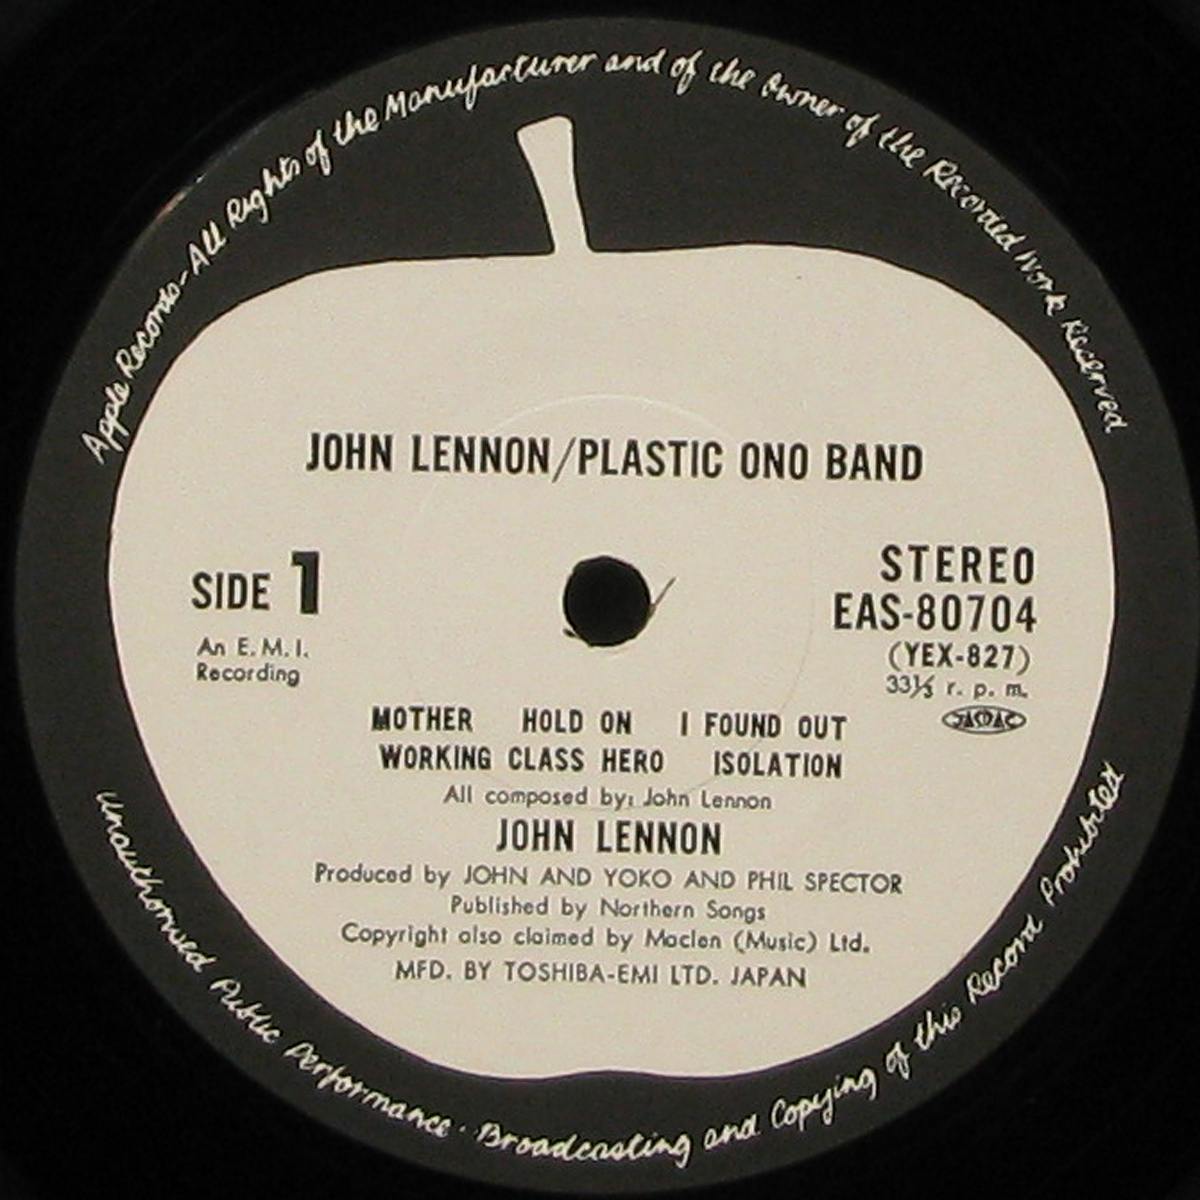 Apple Records-All Rights of the Manufacturer and of the Owner of the Recorded Work Reserved
JOHN LENNON/PLASTIC ONO BAND
SIDE 1
An E. M. I.
Recording
STEREO
EAS-80704
(YEX-827)
33⅓ r. p. m.
JASRAC
MOTHER HOLD ON I FOUND OUT
WORKING CLASS HERO ISOLATION
All composed by: John Lennon
JOHN LENNON
Produced by JOHN AND YOKO AND PHIL SPECTOR
Published by Northern Songs
Copyright also claimed by Maclen (Music) Ltd.
MFD. BY TOSHIBA-EMI LTD. JAPAN
Unauthorised Public Performance · Broadcasting and Copying of this Record Prohibited